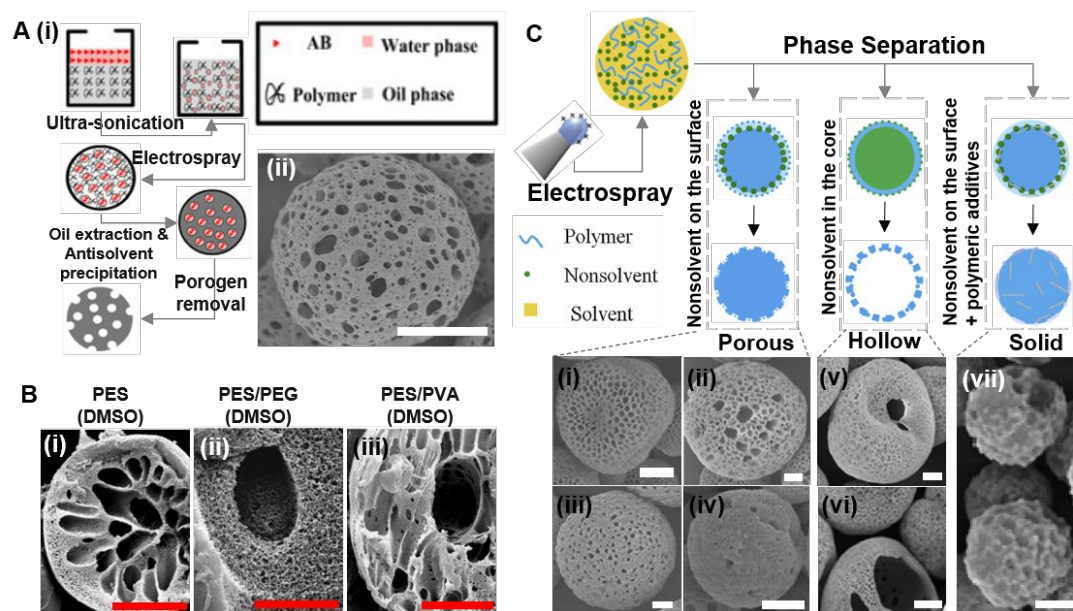 A (i)
AB
Water phase
Polymer
Oil phase
Ultra-sonication
Electrospray
Oil extraction &
Antisolvent
precipitation
Porogen
removal
(ii)
B
PES
(DMSO)
PES/PEG
(DMSO)
PES/PVA
(DMSO)
(i)
(ii)
(iii)
C
Phase Separation
Electrospray
Polymer
Nonsolvent
Solvent
Nonsolvent on the surface
Nonsolvent in the core
Nonsolvent on the surface
+ polymeric additives
Porous
Hollow
Solid
(i)
(ii)
(v)
(vii)
(iii)
(iv)
(vi)